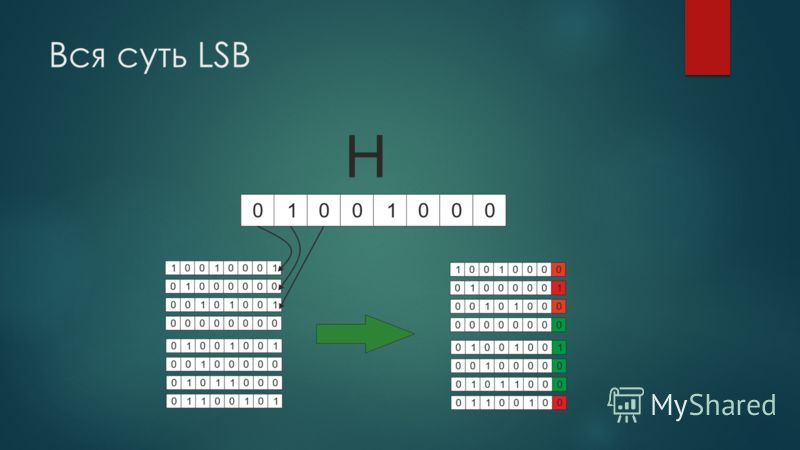 Вся суть LSB
H
0 1 0 0 1 0 0 0
1 0 0 1 0 0 0 1
0 1 0 0 0 0 0 0
0 0 1 0 1 0 0 1
0 0 0 0 0 0 0 0
0 1 0 0 1 0 0 1
0 0 1 0 0 0 0 0
0 1 0 1 1 0 0 0
0 1 1 0 0 1 0 1
1 0 0 1 0 0 0 0
0 1 0 0 0 0 0 1
0 0 1 0 1 0 0 0
0 0 0 0 0 0 0 0
0 1 0 0 1 0 0 1
0 0 1 0 0 0 0 0
0 1 0 1 1 0 0 0
0 1 1 0 0 1 0 0
MyShared